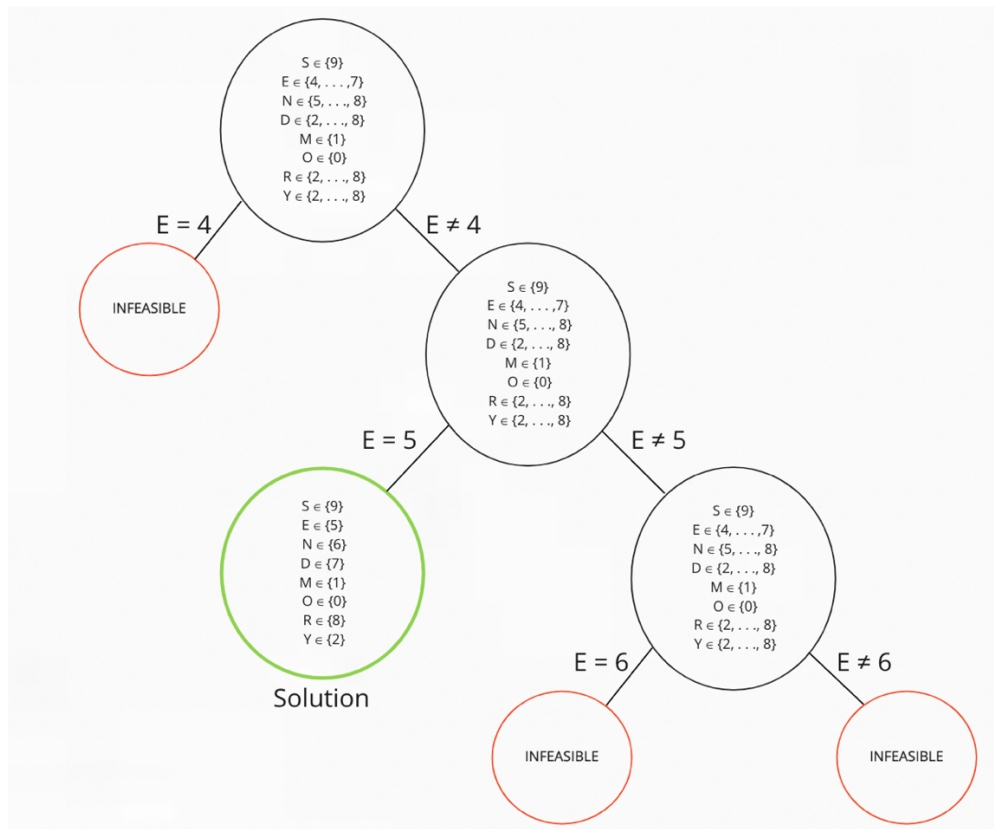 S ∈ {9}
E ∈ {4, . . . ,7}
N ∈ {5, . . ., 8}
D ∈ {2, . . ., 8}
M ∈ {1}
O ∈ {0}
R ∈ {2, . . ., 8}
Y ∈ {2, . . ., 8}
E = 4
E ≠ 4
INFEASIBLE
S ∈ {9}
E ∈ {4, . . . ,7}
N ∈ {5, . . ., 8}
D ∈ {2, . . ., 8}
M ∈ {1}
O ∈ {0}
R ∈ {2, . . ., 8}
Y ∈ {2, . . ., 8}
E = 5
E ≠ 5
S ∈ {9}
E ∈ {5}
N ∈ {6}
D ∈ {7}
M ∈ {1}
O ∈ {0}
R ∈ {8}
Y ∈ {2}
Solution
S ∈ {9}
E ∈ {4, . . . ,7}
N ∈ {5, . . ., 8}
D ∈ {2, . . ., 8}
M ∈ {1}
O ∈ {0}
R ∈ {2, . . ., 8}
Y ∈ {2, . . ., 8}
E = 6
E ≠ 6
INFEASIBLE
INFEASIBLE